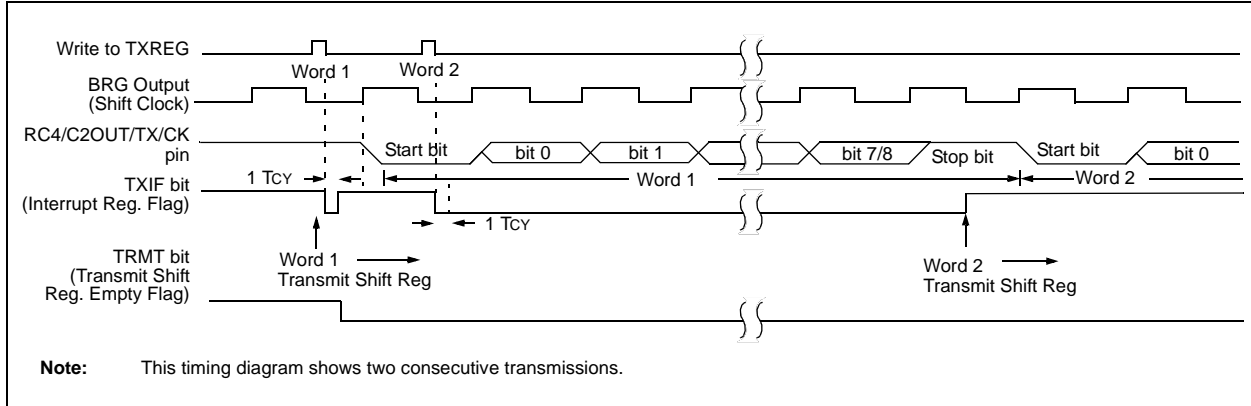 Write to TXREG
Word 1
Word 2
BRG Output
(Shift Clock)
RC4/C2OUT/TX/CK
pin
Start bit
bit 0
bit 1
bit 7/8
Stop bit
Start bit
bit 0
1 TCY
Word 1
Word 2
TXIF bit
(Interrupt Reg. Flag)
1 TCY
TRMT bit
(Transmit Shift
Reg. Empty Flag)
Word 1
Transmit Shift Reg
Word 2
Transmit Shift Reg
Note: This timing diagram shows two consecutive transmissions.